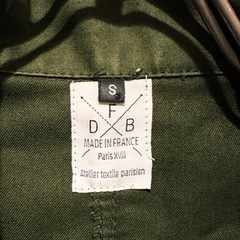 S
F
D B
MADE IN FRANCE
Paris XVIII
Atelier textile parisien